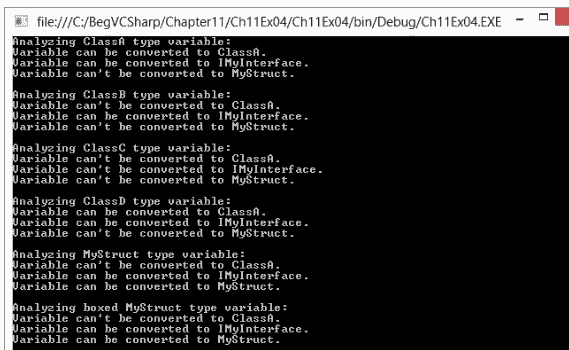 file:///C:/BegVCSharp/Chapter11/Ch11Ex04/Ch11Ex04/bin/Debug/Ch11Ex04.EXE
Analyzing ClassA type variable:
Variable can be converted to ClassA.
Variable can't be converted to IMyInterface.
Variable can't be converted to MyStruct.
Analyzing ClassB type variable:
Variable can't be converted to ClassA.
Variable can be converted to IMyInterface.
Variable can't be converted to MyStruct.
Analyzing ClassC type variable:
Variable can't be converted to ClassA.
Variable can't be converted to IMyInterface.
Variable can't be converted to MyStruct.
Analyzing ClassD type variable:
Variable can be converted to ClassA.
Variable can't be converted to IMyInterface.
Variable can't be converted to MyStruct.
Analyzing MyStruct type variable:
Variable can't be converted to ClassA.
Variable can be converted to IMyInterface.
Variable can be converted to MyStruct.
Analyzing boxed MyStruct type variable:
Variable can't be converted to ClassA.
Variable can be converted to IMyInterface.
Variable can be converted to MyStruct.